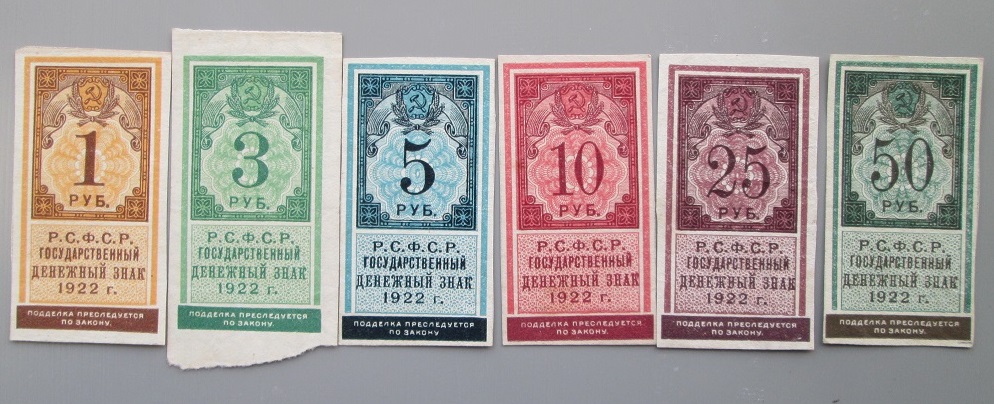 1
РУБ.
Р.С.Ф.С.Р.
ГОСУДАРСТВЕННЫЙ
ДЕНЕЖНЫЙ ЗНАК
1922 г.
ПОДДЕЛКА ПРЕСЛЕДУЕТСЯ
ПО ЗАКОНУ.
3
РУБ.
Р.С.Ф.С.Р.
ГОСУДАРСТВЕННЫЙ
ДЕНЕЖНЫЙ ЗНАК
1922 г.
ПОДДЕЛКА ПРЕСЛЕДУЕТСЯ
ПО ЗАКОНУ.
5
РУБ.
Р.С.Ф.С.Р.
ГОСУДАРСТВЕННЫЙ
ДЕНЕЖНЫЙ ЗНАК
1922 г.
ПОДДЕЛКА ПРЕСЛЕДУЕТСЯ
ПО ЗАКОНУ.
10
РУБ.
Р.С.Ф.С.Р.
ГОСУДАРСТВЕННЫЙ
ДЕНЕЖНЫЙ ЗНАК
1922 г.
ПОДДЕЛКА ПРЕСЛЕДУЕТСЯ
ПО ЗАКОНУ.
25
РУБ.
Р.С.Ф.С.Р.
ГОСУДАРСТВЕННЫЙ
ДЕНЕЖНЫЙ ЗНАК
1922 г.
ПОДДЕЛКА ПРЕСЛЕДУЕТСЯ
ПО ЗАКОНУ.
50
РУБ.
Р.С.Ф.С.Р.
ГОСУДАРСТВЕННЫЙ
ДЕНЕЖНЫЙ ЗНАК
1922 г.
ПОДДЕЛКА ПРЕСЛЕДУЕТСЯ
ПО ЗАКОНУ.